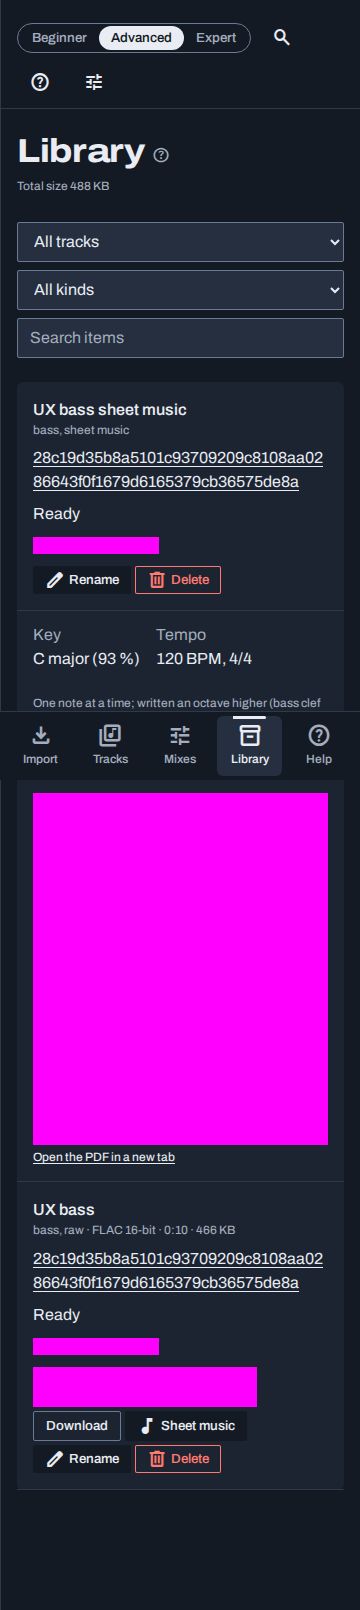 Beginner Advanced Expert
Library
Total size 488 KB
All tracks
All kinds
Search items
UX bass sheet music
bass, sheet music
28c19d35b8a5101c93709209c8108aa02
86643f0f1679d6165379cb36575de8a
Ready
Rename Delete
Key Tempo
C major (93 %) 120 BPM, 4/4
One note at a time; written an octave higher (bass clef
Import Tracks Mixes Library Help
Open the PDF in a new tab
UX bass
bass, raw · FLAC 16-bit · 0:10 · 466 KB
28c19d35b8a5101c93709209c8108aa02
86643f0f1679d6165379cb36575de8a
Ready
Download Sheet music
Rename Delete